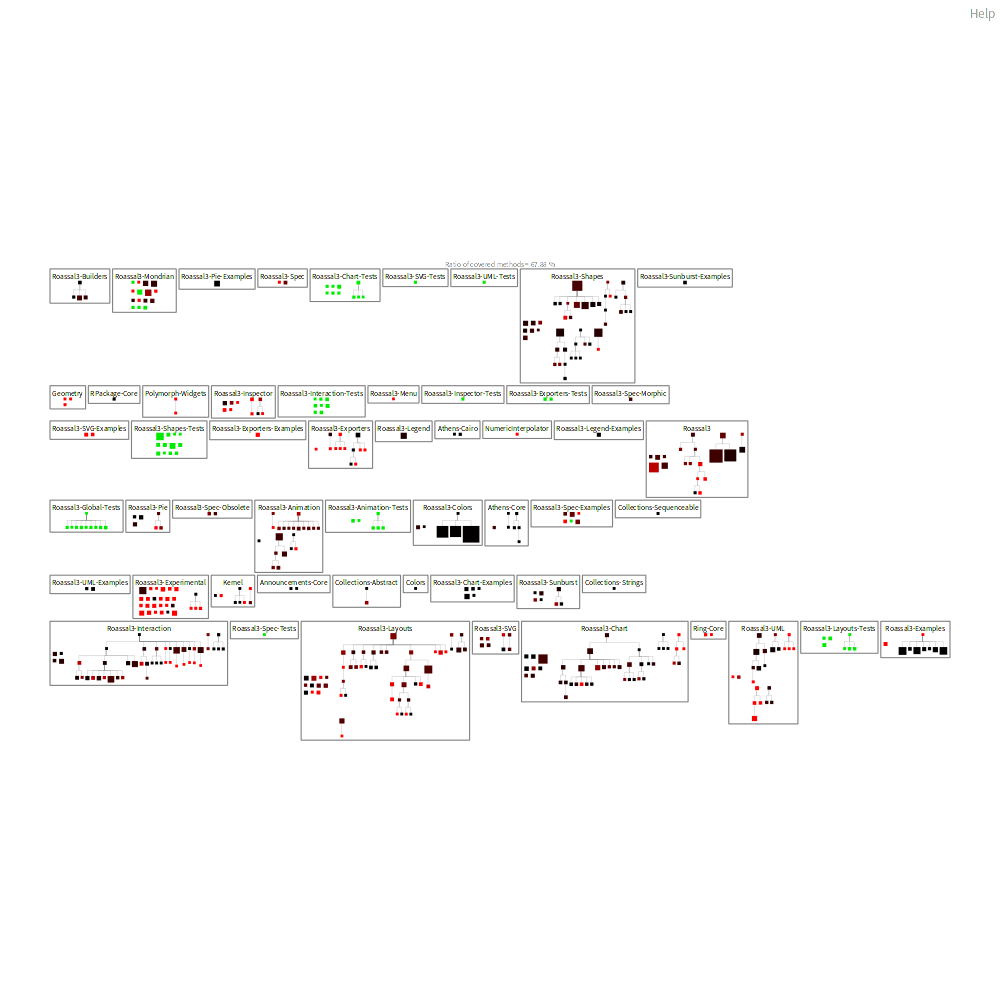 Help
Ratio of covered methods = 67.88 %
Roassal3-Builders Roassal3-Mondrian Roassal3-Pie-Examples Roassal3-Spec Roassal3-Chart-Tests Roassal3-SVG-Tests Roassal3-UML-Tests Roassal3-Shapes Roassal3-Sunburst-Examples
Geometry RPackage-Core Polymorph-Widgets Roassal3-Inspector Roassal3-Interaction-Tests Roassal3-Menu Roassal3-Inspector-Tests Roassal3-Exporters-Tests Roassal3-Spec-Morphic
Roassal3-SVG-Examples Roassal3-Shapes-Tests Roassal3-Exporters-Examples Roassal3-Exporters Roassal3-Legend Athens-Cairo NumericInterpolator Roassal3-Legend-Examples Roassal3
Roassal3-Global-Tests Roassal3-Pie Roassal3-Spec-Obsolete Roassal3-Animation Roassal3-Animation-Tests Roassal3-Colors Athens-Core Roassal3-Spec-Examples Collections-Sequenceable
Roassal3-UML-Examples Roassal3-Experimental Kernel Announcements-Core Collections-Abstract Colors Roassal3-Chart-Examples Roassal3-Sunburst Collections-Strings
Roassal3-Interaction Roassal3-Spec-Tests Roassal3-Layouts Roassal3-SVG Roassal3-Chart Ring-Core Roassal3-UML Roassal3-Layouts-Tests Roassal3-Examples